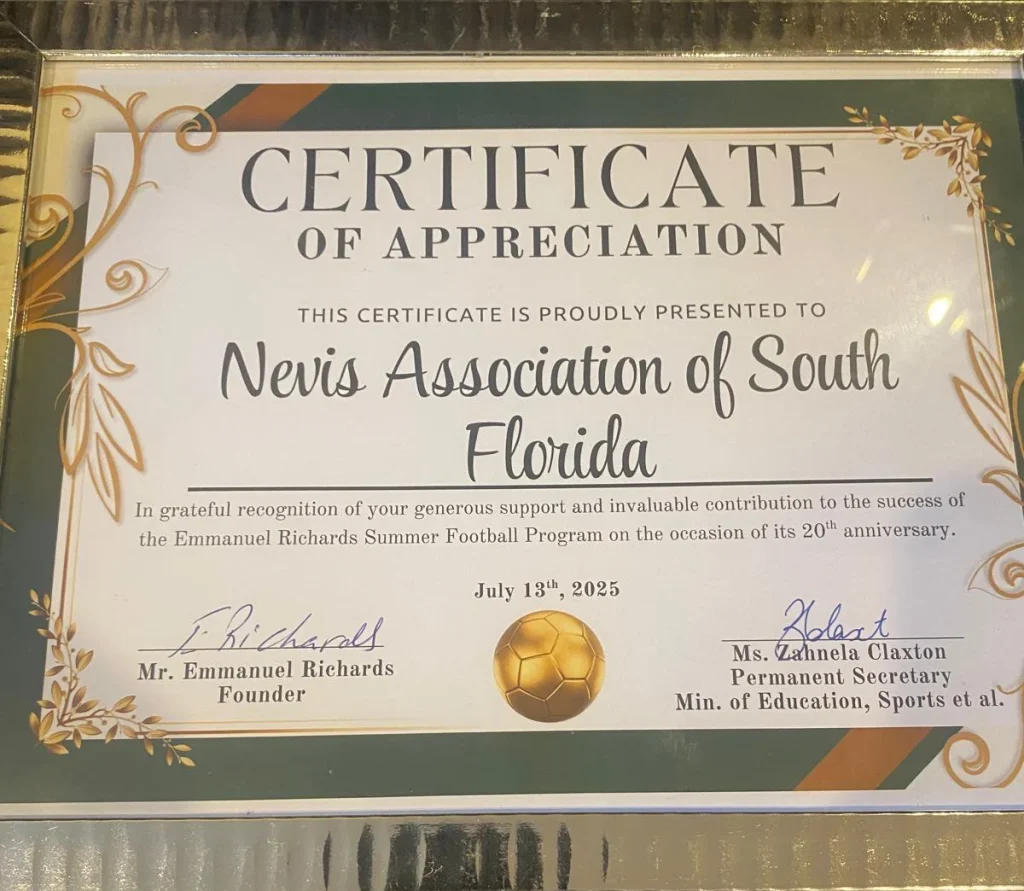 CERTIFICATE
OF APPRECIATION
THIS CERTIFICATE IS PROUDLY PRESENTED TO
Nevis Association of South
Florida
In grateful recognition of your generous support and invaluable contribution to the success of
the Emmanuel Richards Summer Football Program on the occasion of its 20th anniversary.
July 13th, 2025
E. Richards
Mr. Emmanuel Richards
Founder
Ms. Zahnela Claxton
Permanent Secretary
Min. of Education, Sports et al.